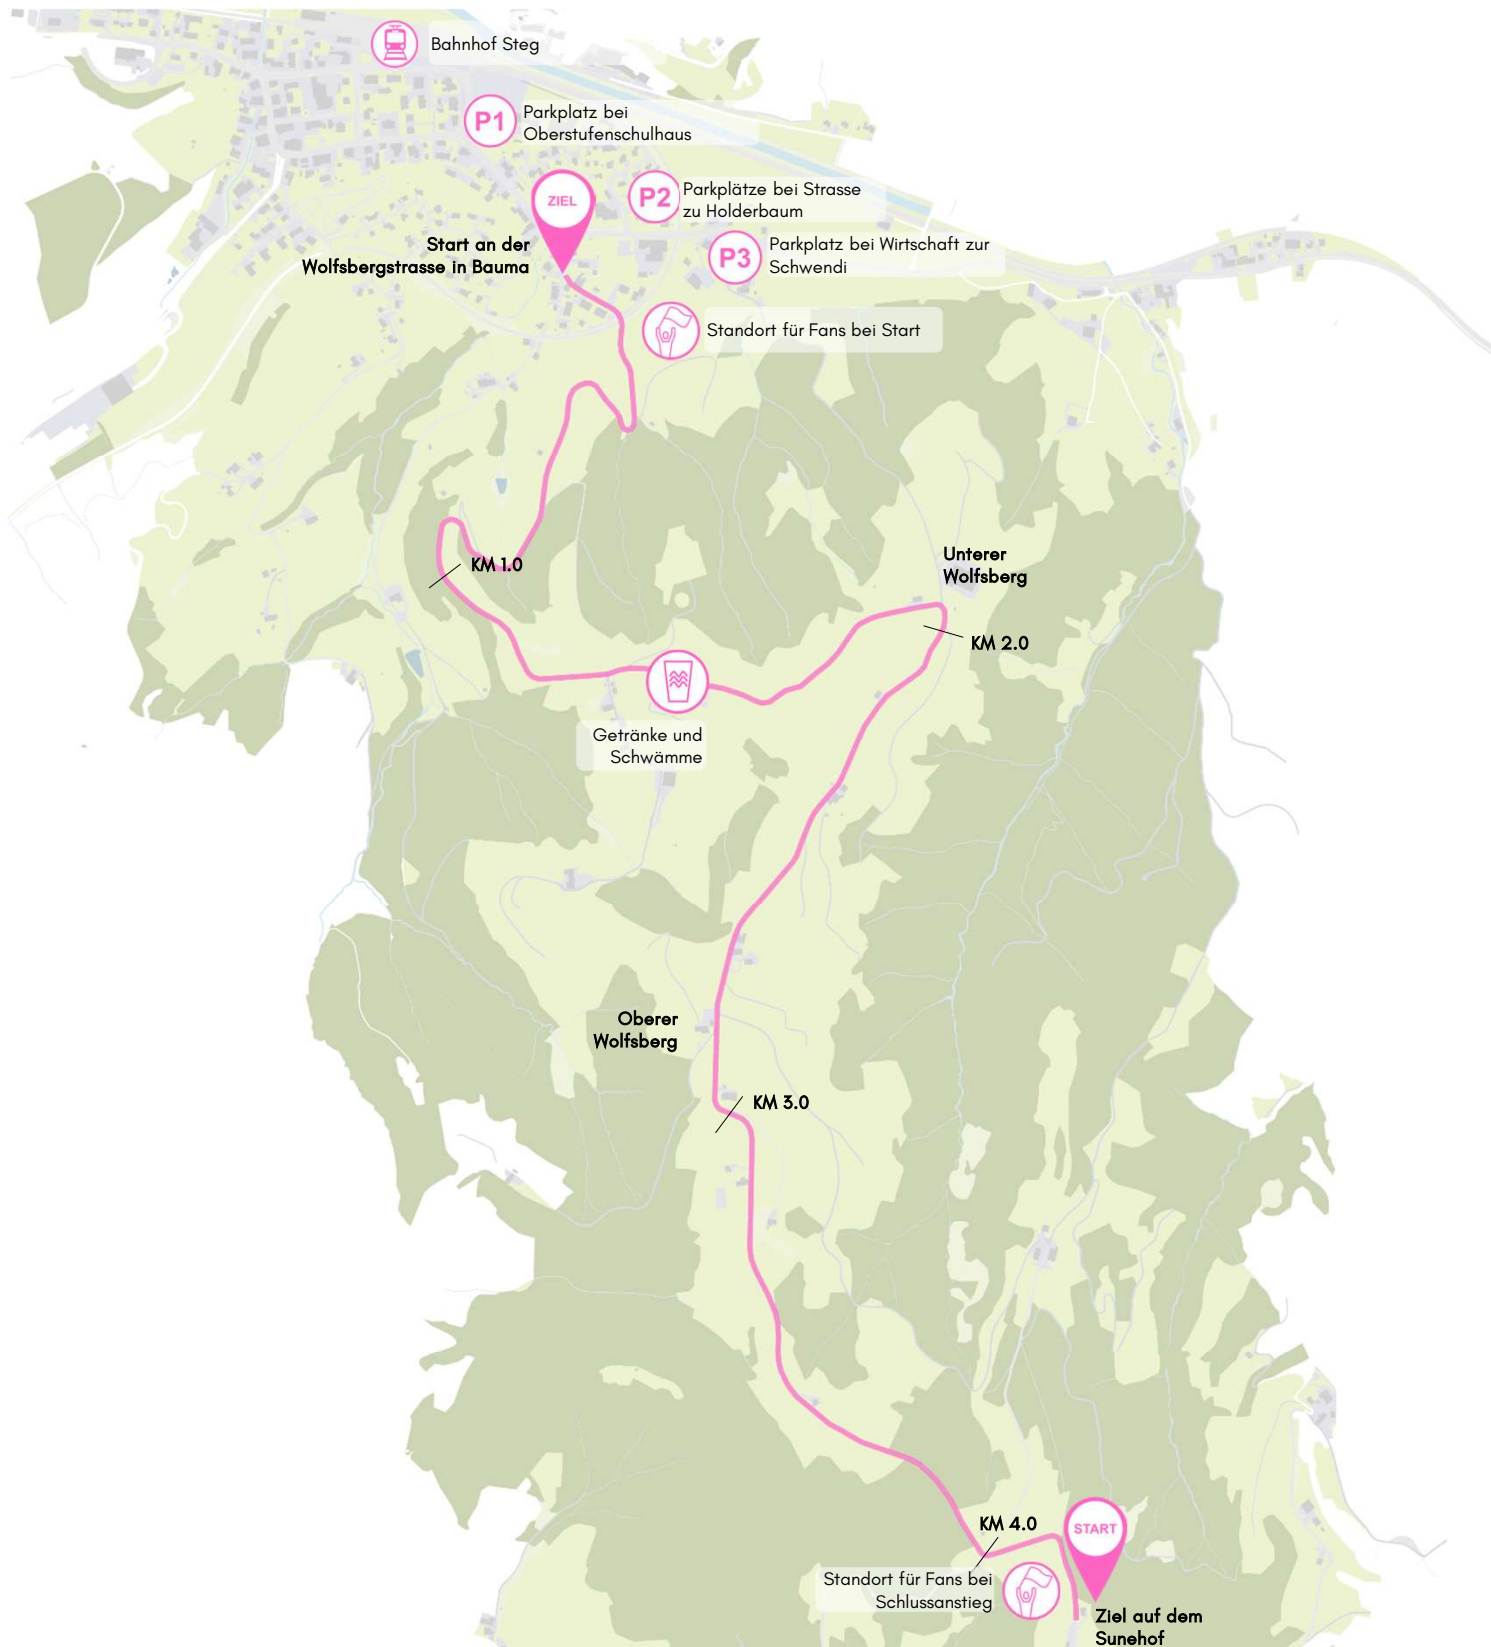 Bahnhof Steg
P1
Parkplatz bei
Oberstufenschulhaus
ZIEL
P2
Parkplätze bei Strasse
zu Holderbaum
Start an der
Wolfsbergstrasse in Bauma
P3
Parkplatz bei Wirtschaft zur
Schwendi
Standort für Fans bei Start
KM 1.0
Unterer
Wolfsberg
KM 2.0
Getränke und
Schwämme
Oberer
Wolfsberg
KM 3.0
KM 4.0
START
Standort für Fans bei
Schlussanstieg
Ziel auf dem
Sunehof